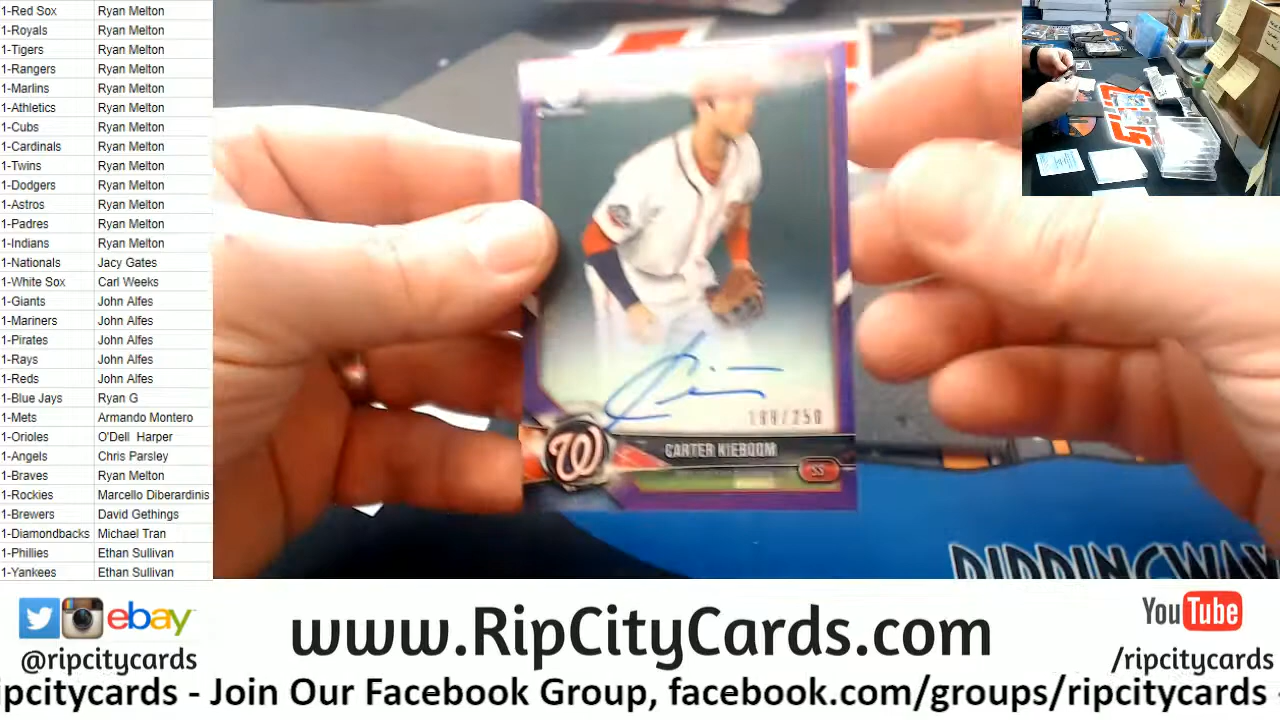 1-Red Sox Ryan Melton
1-Royals Ryan Melton
1-Tigers Ryan Melton
1-Rangers Ryan Melton
1-Marlins Ryan Melton
1-Athletics Ryan Melton
1-Cubs Ryan Melton
1-Cardinals Ryan Melton
1-Twins Ryan Melton
1-Dodgers Ryan Melton
1-Astros Ryan Melton
1-Padres Ryan Melton
1-Indians Ryan Melton
1-Nationals Jacy Gates
1-White Sox Carl Weeks
1-Giants John Alfes
1-Mariners John Alfes
1-Pirates John Alfes
1-Rays John Alfes
1-Reds John Alfes
1-Blue Jays Ryan G
1-Mets Armando Montero
1-Orioles O'Dell Harper
1-Angels Chris Parsley
1-Braves Ryan Melton
1-Rockies Marcello Diberardinis
1-Brewers David Gethings
1-Diamondbacks Michael Tran
1-Phillies Ethan Sullivan
1-Yankees Ethan Sullivan
/250
W
CARTER KIEBOOM
SS
ebay
@ripcitycards
www.RipCityCards.com
YouTube
/ripcitycards
ipcitycards - Join Our Facebook Group, facebook.com/groups/ripcitycards -